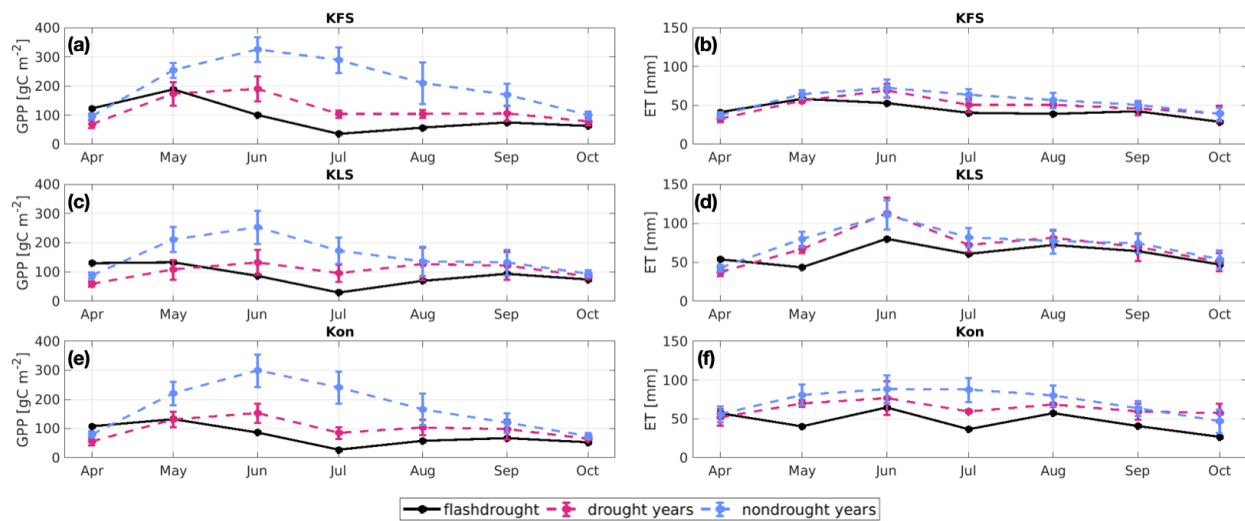 KFS
(a)
GPP [gC m⁻²]
400
300
200
100
0
Apr May Jun Jul Aug Sep Oct
KFS
(b)
ET [mm]
150
100
50
0
Apr May Jun Jul Aug Sep Oct
KLS
(c)
GPP [gC m⁻²]
400
300
200
100
0
Apr May Jun Jul Aug Sep Oct
KLS
(d)
ET [mm]
150
100
50
0
Apr May Jun Jul Aug Sep Oct
Kon
(e)
GPP [gC m⁻²]
400
300
200
100
0
Apr May Jun Jul Aug Sep Oct
Kon
(f)
ET [mm]
150
100
50
0
Apr May Jun Jul Aug Sep Oct
flashdrought drought years nondrought years